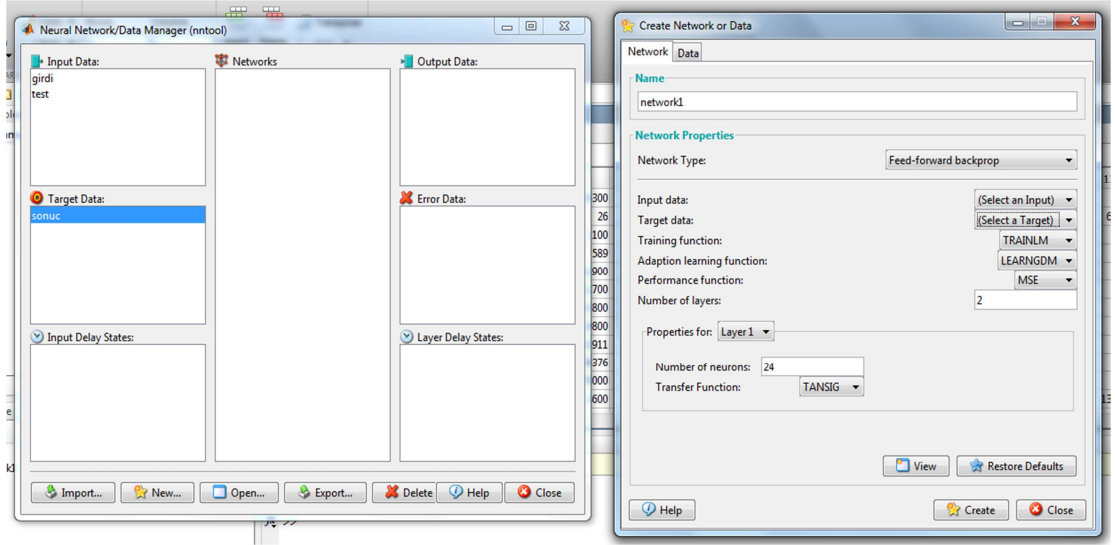 Neural Network/Data Manager (nntool)
Input Data:
girdi
test
Networks
Output Data:
Target Data:
sonuc
Error Data:
Input Delay States:
Layer Delay States:
Import...
New...
Open...
Export...
Delete
Help
Close
300
26
100
589
900
700
800
800
911
376
000
600
Create Network or Data
Network
Data
Name
network1
Network Properties
Network Type:
Feed-forward backprop
Input data:
(Select an Input)
Target data:
(Select a Target)
Training function:
TRAINLM
Adaption learning function:
LEARNGDM
Performance function:
MSE
Number of layers:
2
Properties for:
Layer 1
Number of neurons:
24
Transfer Function:
TANSIG
View
Restore Defaults
Help
Create
Close